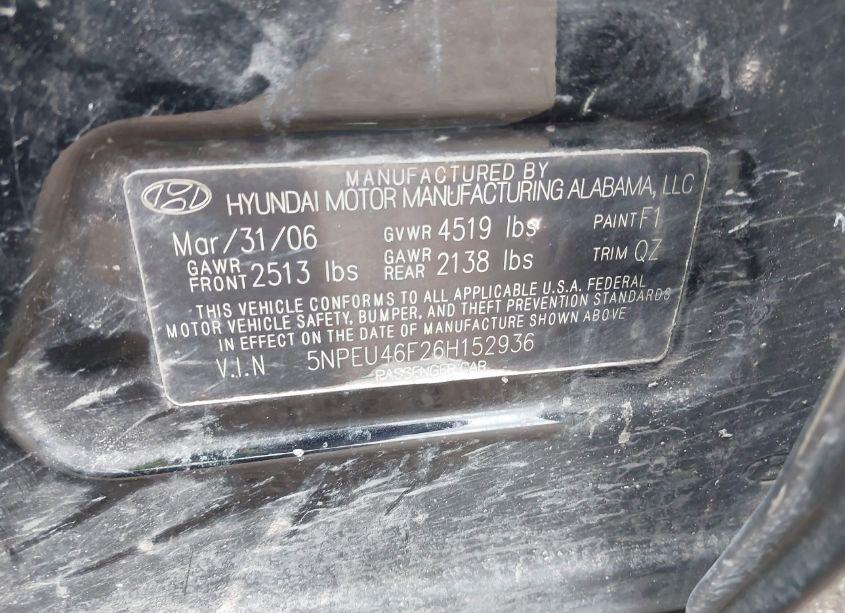 MANUFACTURED BY
HYUNDAI MOTOR MANUFACTURING ALABAMA, LLC
Mar/31/06 GVWR 4519 lbs PAINT F1
GAWR FRONT 2513 lbs GAWR REAR 2138 lbs TRIM QZ
THIS VEHICLE CONFORMS TO ALL APPLICABLE U.S.A. FEDERAL
MOTOR VEHICLE SAFETY, BUMPER, AND THEFT PREVENTION STANDARDS
IN EFFECT ON THE DATE OF MANUFACTURE SHOWN ABOVE
V.I.N 5NPEU46F26H152936
PASSENGER CAR